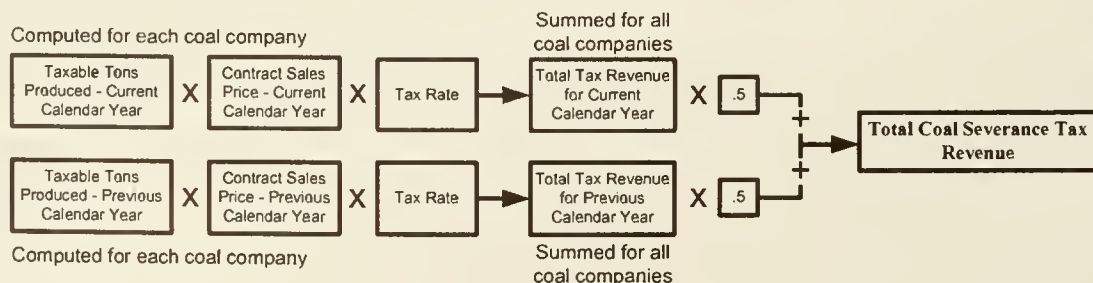 Computed for each coal company
Summed for all
coal companies
Taxable Tons
Produced - Current
Calendar Year
X
Contract Sales
Price - Current
Calendar Year
X
Tax Rate
Total Tax Revenue
for Current
Calendar Year
X
.5
+
Total Coal Severance Tax
Revenue
+
Taxable Tons
Produced - Previous
Calendar Year
X
Contract Sales
Price - Previous
Calendar Year
X
Tax Rate
Total Tax Revenue
for Previous
Calendar Year
X
.5
Computed for each coal company
Summed for all
coal companies